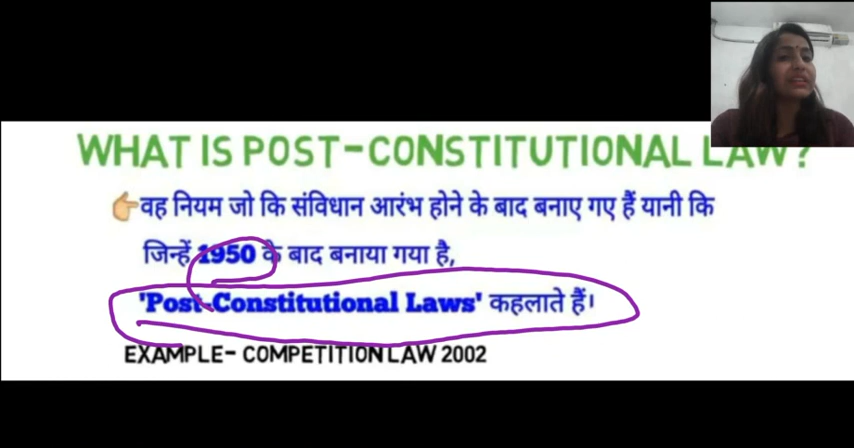 WHAT IS POST-CONSTITUTIONAL LAW?
वह नियम जो कि संविधान आरंभ होने के बाद बनाए गए हैं यानी कि
जिन्हें 1950 के बाद बनाया गया है,
'Post-Constitutional Laws' कहलाते हैं।
EXAMPLE- COMPETITION LAW 2002